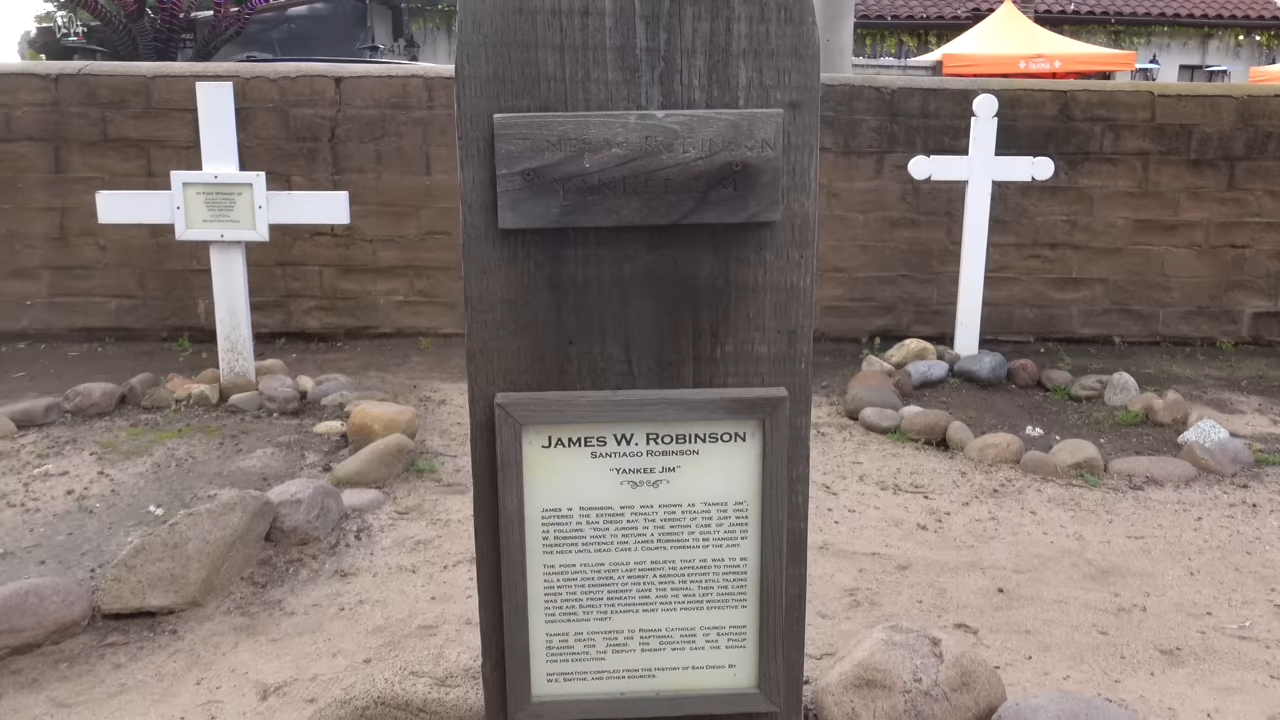 JAMES W. ROBINSON
"YANKEE JIM"
JAMES W. ROBINSON
SANTIAGO ROBINSON
"YANKEE JIM"
JAMES W. ROBINSON, WHO WAS KNOWN AS "YANKEE JIM",
SUFFERED THE EXTREME PENALTY FOR STEALING THE ONLY
ROWBOAT IN SAN DIEGO BAY. THE VERDICT OF THE JURY WAS
AS FOLLOWS: "YOUR JURORS IN THE WITHIN CASE OF JAMES
W. ROBINSON HAVE TO RETURN A VERDICT OF GUILTY AND DO
THEREFORE SENTENCE HIM, JAMES ROBINSON TO BE HANGED BY
THE NECK UNTIL DEAD. CAVE J. COURTS, FOREMAN OF THE JURY.
THE POOR FELLOW COULD NOT RELIEVE THAT HE WAS TO BE
HANGED UNTIL THE VERY LAST MOMENT. HE APPEARED TO THINK IT
ALL A GRIM JOKE OVER, AT WORST. A SERIOUS EFFORT TO IMPRESS
HIM WITH THE ENORMITY OF HIS EVIL WAYS. HE WAS STILL TALKING
WHEN THE DEPUTY SHERIFF GAVE THE SIGNAL. THEN THE CART
WAS DRIVEN FROM BENEATH HIM, AND HE WAS LEFT DANGLING
IN THE AIR. SURELY THE PUNISHMENT WAS FAR MORE WICKED THAN
THE CRIME. YET THE EXAMPLE MUST HAVE PROVED EFFECTIVE IN
DISCOURAGING THEFT.
YANKEE JIM CONVERTED TO ROMAN CATHOLIC CHURCH PRIOR
TO HIS DEATH, THUS HIS BAPTISMAL NAME OF SANTIAGO
(SPANISH FOR JAMES). HIS GODFATHER WAS PHILIP
CROSTHWAITE, THE DEPUTY SHERIFF WHO GAVE THE SIGNAL
FOR HIS EXECUTION.
INFORMATION COMPILED FROM THE HISTORY OF SAN DIEGO. BY
W.E. SMYTHE, AND OTHER SOURCES.
IN KIND MEMORY OF